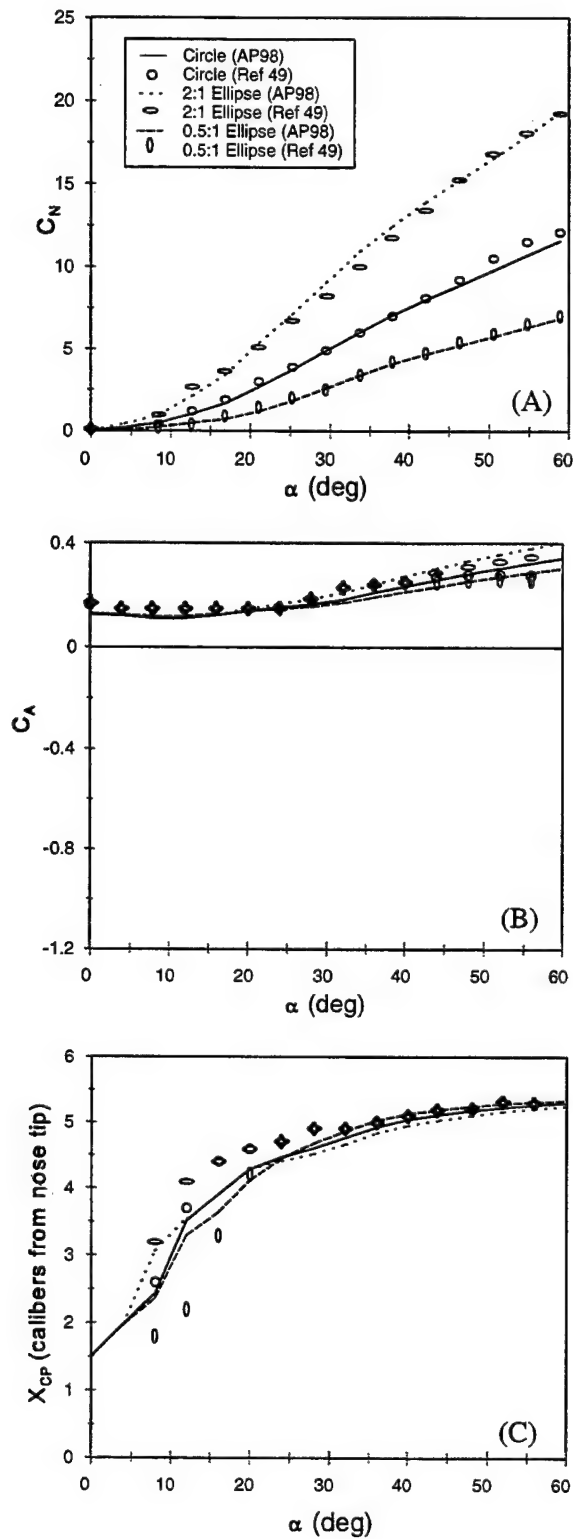 25
20
15
10
5
0
C_N
Circle (AP98)
Circle (Ref 49)
2:1 Ellipse (AP98)
2:1 Ellipse (Ref 49)
0.5:1 Ellipse (AP98)
0.5:1 Ellipse (Ref 49)
(A)
0 10 20 30 40 50 60
α (deg)
0.4
0
-0.4
-0.8
-1.2
C_A
(B)
0 10 20 30 40 50 60
α (deg)
6
5
4
3
2
1
0
X_CP (calibers from nose tip)
(C)
0 10 20 30 40 50 60
α (deg)